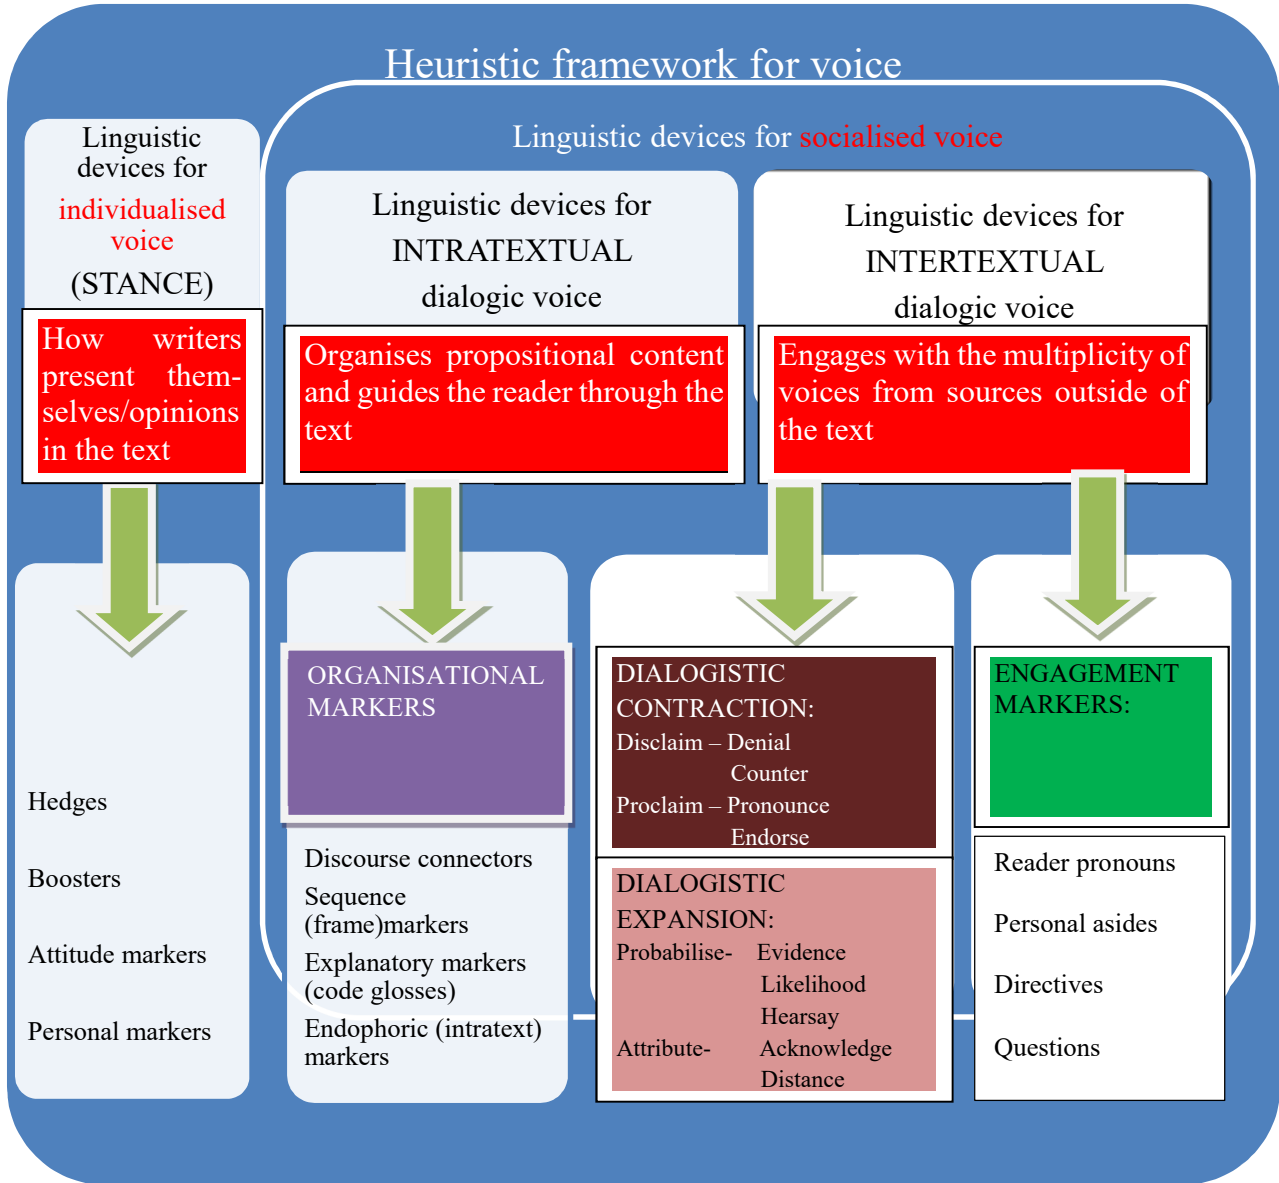 Heuristic framework for voice
Linguistic
devices for
individualised
voice
(STANCE)
How writers
present them-
selves/opinions
in the text
Hedges
Boosters
Attitude markers
Personal markers
Linguistic devices for socialised voice
Linguistic devices for
INTRATEXTUAL
dialogic voice
Organises propositional content
and guides the reader through the
text
ORGANISATIONAL
MARKERS
Discourse connectors
Sequence
(frame)markers
Explanatory markers
(code glosses)
Endophoric (intratext)
markers
Linguistic devices for
INTERTEXTUAL
dialogic voice
Engages with the multiplicity of
voices from sources outside of
the text
DIALOGISTIC
CONTRACTION:
Disclaim – Denial
Counter
Proclaim – Pronounce
Endorse
DIALOGISTIC
EXPANSION:
Probabilise- Evidence
Likelihood
Hearsay
Attribute- Acknowledge
Distance
ENGAGEMENT
MARKERS:
Reader pronouns
Personal asides
Directives
Questions